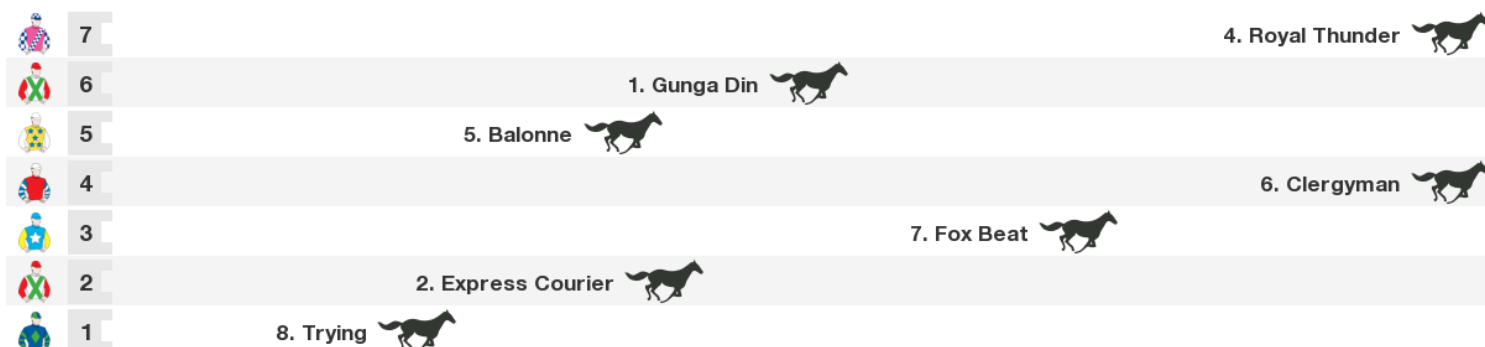 7 4. Royal Thunder
6 1. Gunga Din
5 5. Balonne
4 6. Clergyman
3 7. Fox Beat
2 2. Express Courier
1 8. Trying